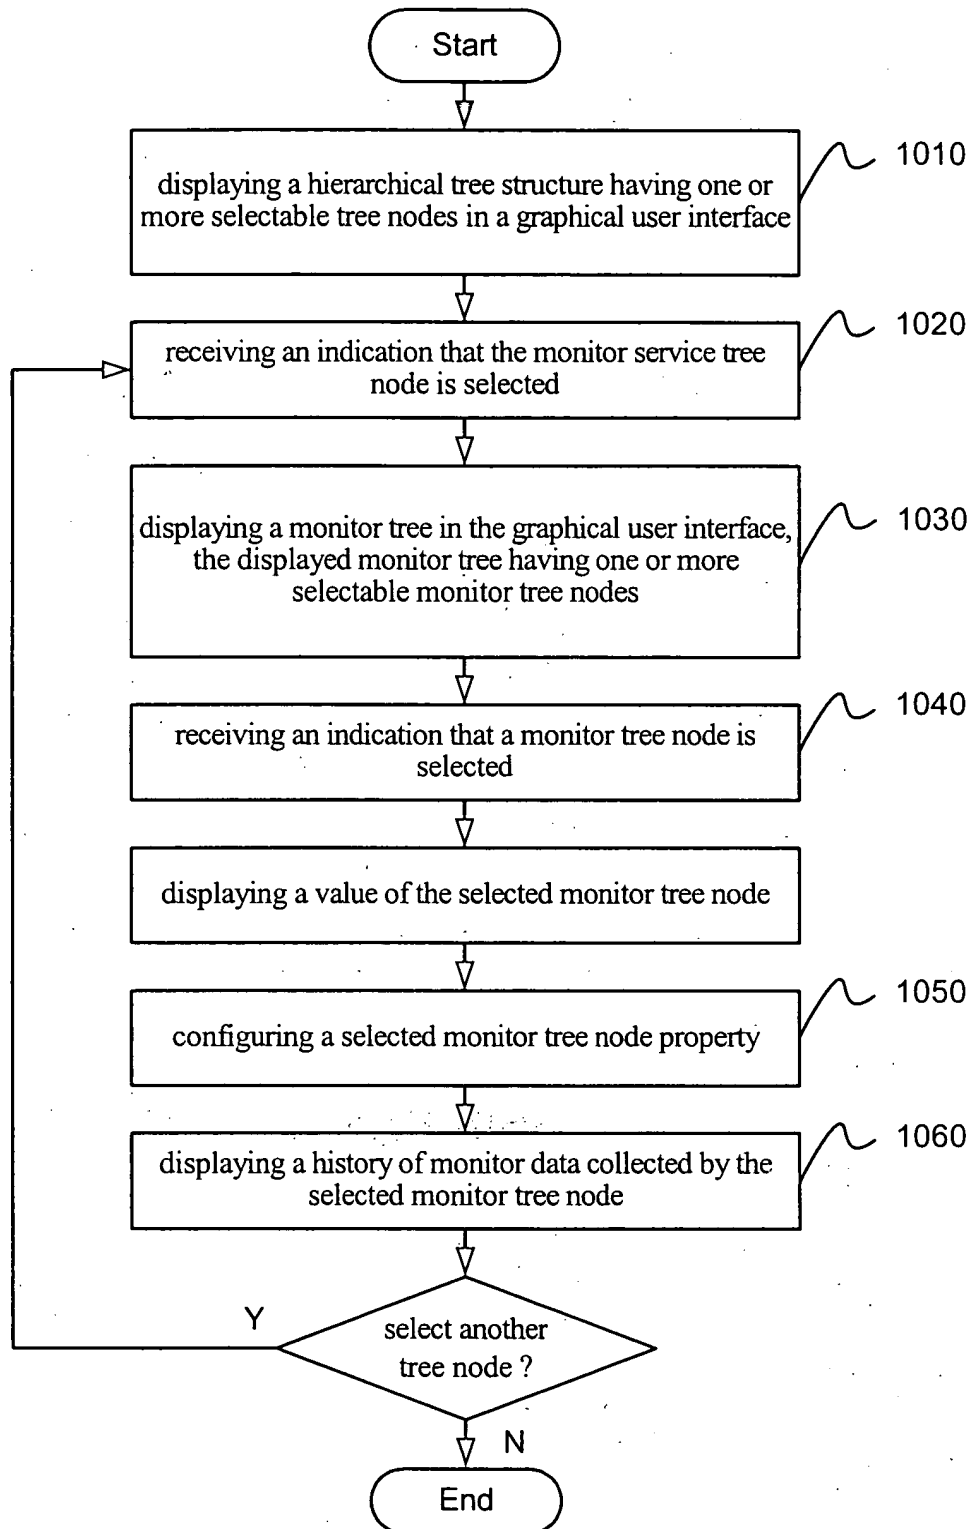 Start
displaying a hierarchical tree structure having one or
more selectable tree nodes in a graphical user interface
1010
receiving an indication that the monitor service tree
node is selected
1020
displaying a monitor tree in the graphical user interface,
the displayed monitor tree having one or more
selectable monitor tree nodes
1030
receiving an indication that a monitor tree node is
selected
1040
displaying a value of the selected monitor tree node
configuring a selected monitor tree node property
1050
displaying a history of monitor data collected by the
selected monitor tree node
1060
select another
tree node ?
Y
N
End